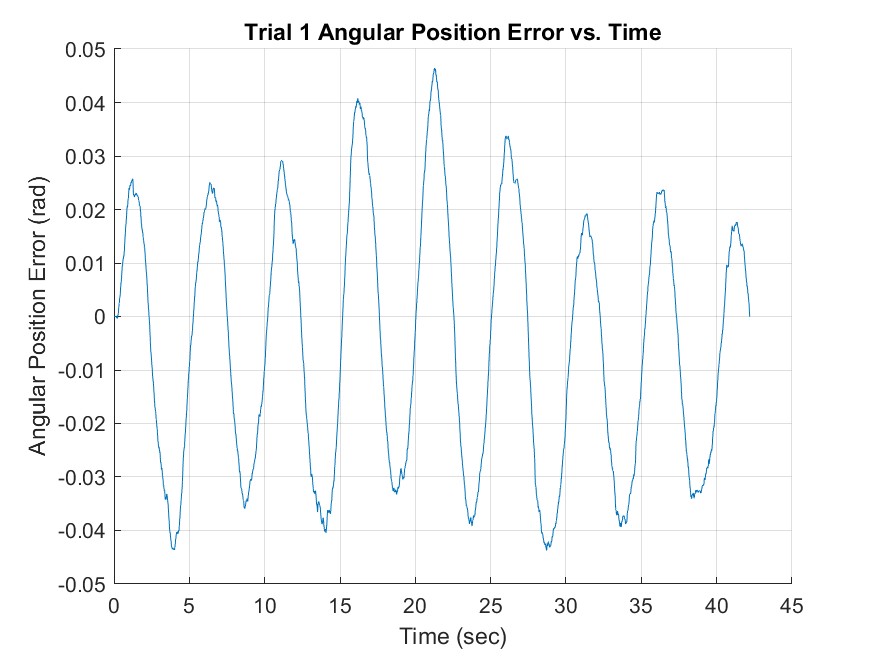 Trial 1 Angular Position Error vs. Time
Angular Position Error (rad)
0.05
0.04
0.03
0.02
0.01
0
-0.01
-0.02
-0.03
-0.04
-0.05
0 5 10 15 20 25 30 35 40 45
Time (sec)